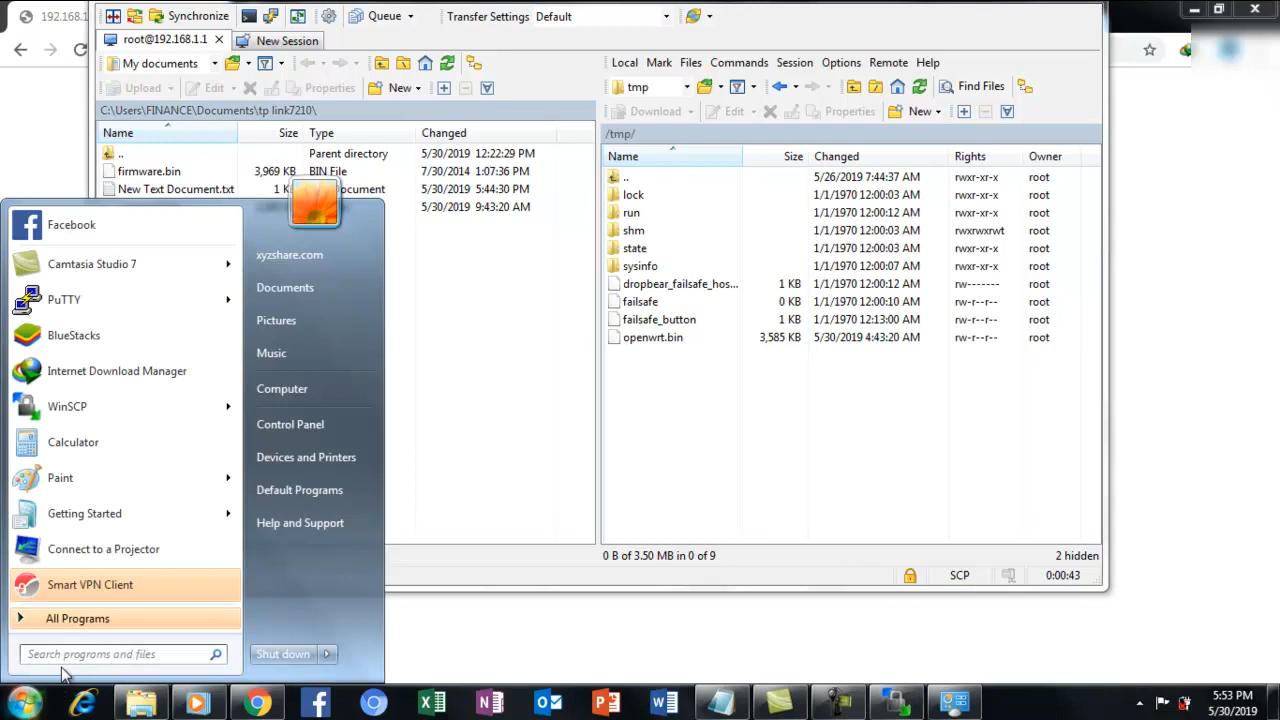 192.168.1
Synchronize
Queue
Transfer Settings Default
root@192.168.1.1
New Session
My documents
Upload
Edit
Properties
New
C:\Users\FINANCE\Documents\tp link7210\
Name Size Type Changed
.. Parent directory 5/30/2019 12:22:29 PM
firmware.bin 3,969 KB BIN File 7/30/2014 1:07:36 PM
New Text Document.txt 1 K ocument 5/30/2019 5:44:30 PM
5/30/2019 9:43:20 AM
Local Mark Files Commands Session Options Remote Help
tmp
Find Files
Download
Edit
Properties
New
/tmp/
Name Size Changed Rights Owner
.. 5/26/2019 7:44:37 AM rwxr-xr-x root
lock 1/1/1970 12:00:03 AM rwxr-xr-x root
run 1/1/1970 12:00:12 AM rwxr-xr-x root
shm 1/1/1970 12:00:03 AM rwxrwxrwt root
state 1/1/1970 12:00:03 AM rwxr-xr-x root
sysinfo 1/1/1970 12:00:07 AM rwxr-xr-x root
dropbear_failsafe_hos... 1 KB 1/1/1970 12:00:12 AM rw------- root
failsafe 0 KB 1/1/1970 12:00:10 AM rw-r--r-- root
failsafe_button 1 KB 1/1/1970 12:13:00 AM rw-r--r-- root
openwrt.bin 3,585 KB 5/30/2019 4:43:20 AM rw-r--r-- root
0 B of 3.50 MB in 0 of 9
2 hidden
SCP
0:00:43
Facebook
Camtasia Studio 7
PuTTY
BlueStacks
Internet Download Manager
WinSCP
Calculator
Paint
Getting Started
Connect to a Projector
Smart VPN Client
All Programs
Search programs and files
xyzshare.com
Documents
Pictures
Music
Computer
Control Panel
Devices and Printers
Default Programs
Help and Support
Shut down
5:53 PM
5/30/2019